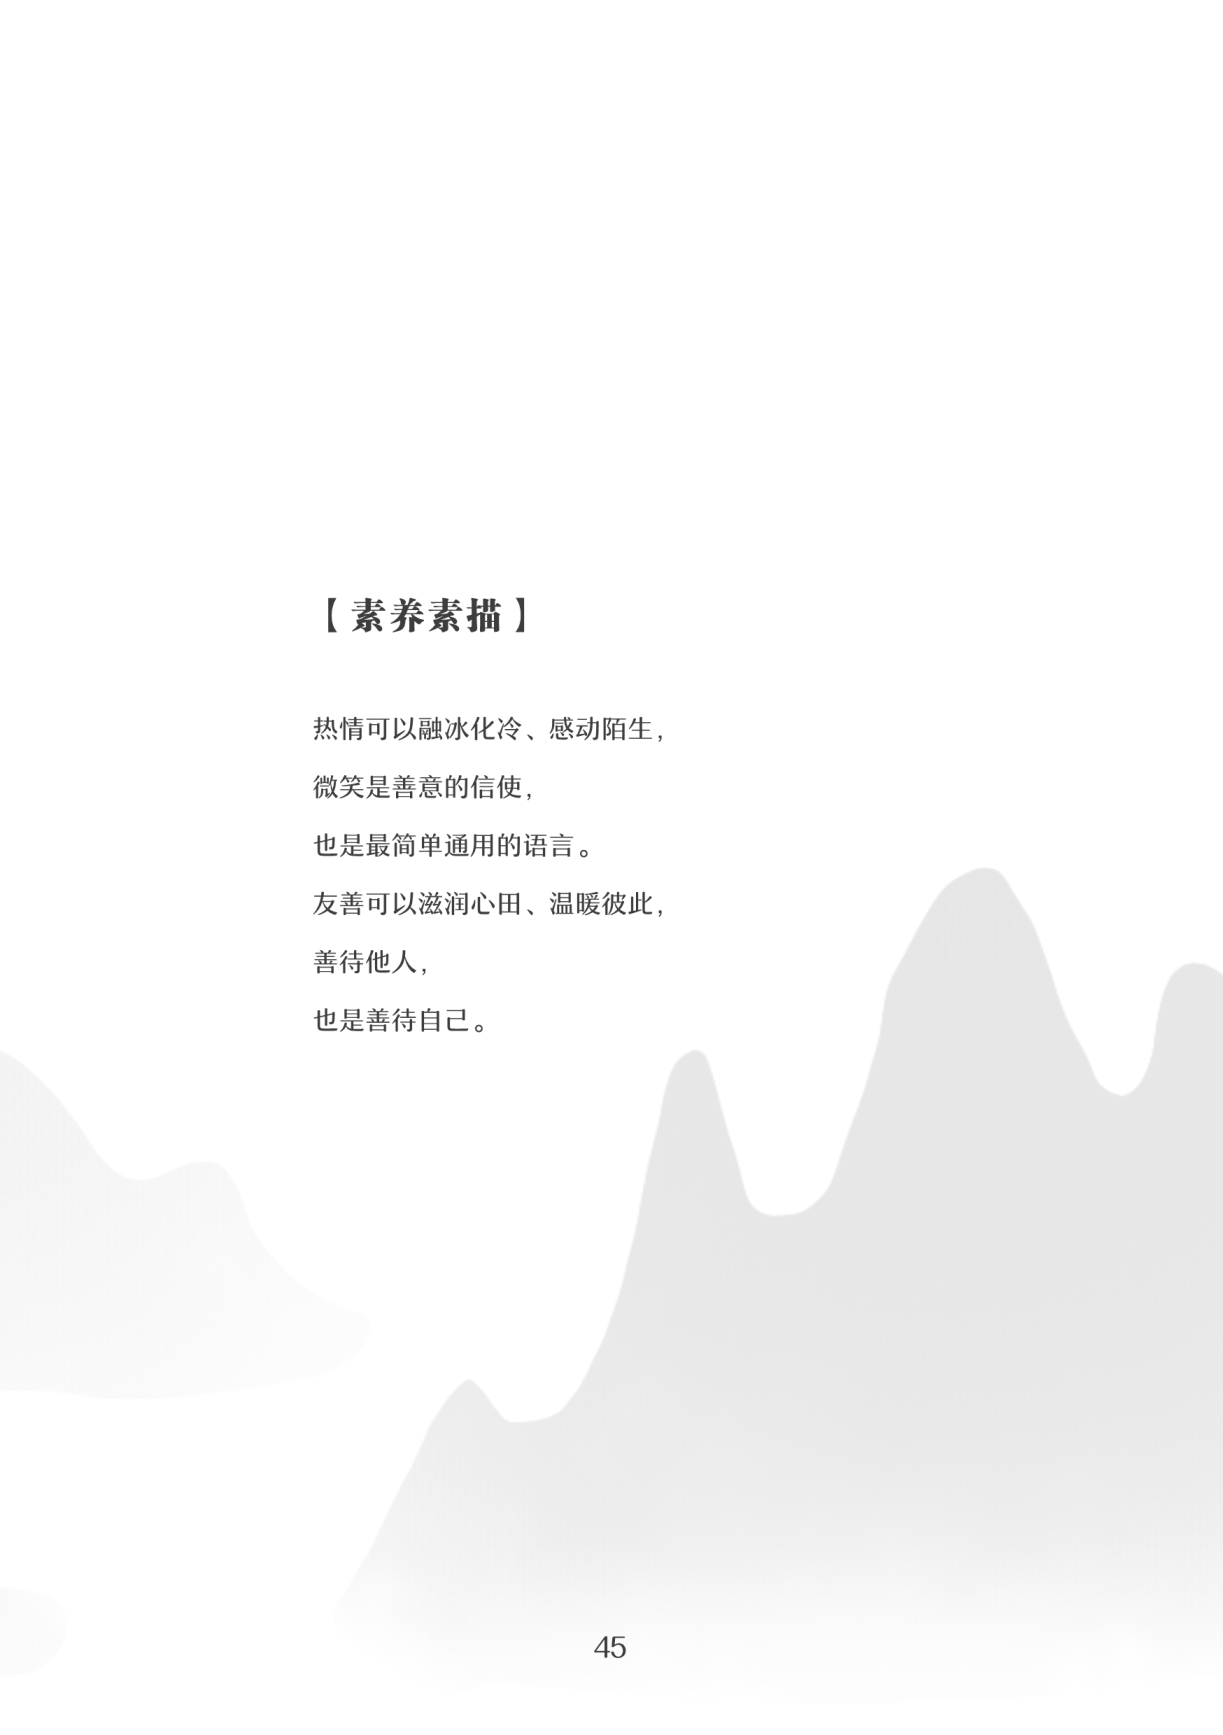 【素养素描】
热情可以融冰化冷、感动陌生，
微笑是善意的信使，
也是最简单通用的语言。
友善可以滋润心田、温暖彼此，
善待他人，
也是善待自己。
45